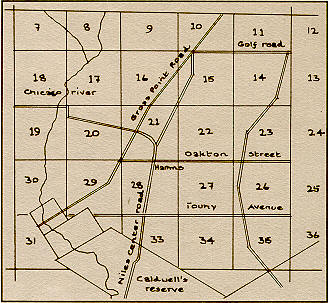 7 8 9 10 11 12
Golf road
18 17 16 15 14 13
Gross Point Road
Chicago river
19 20 21 22 23 24
Oakton Street
Harms
30 29 28 27 26 25
Touhy Avenue
Niles Center road
31 33 34 35 36
Caldwell's
reserve